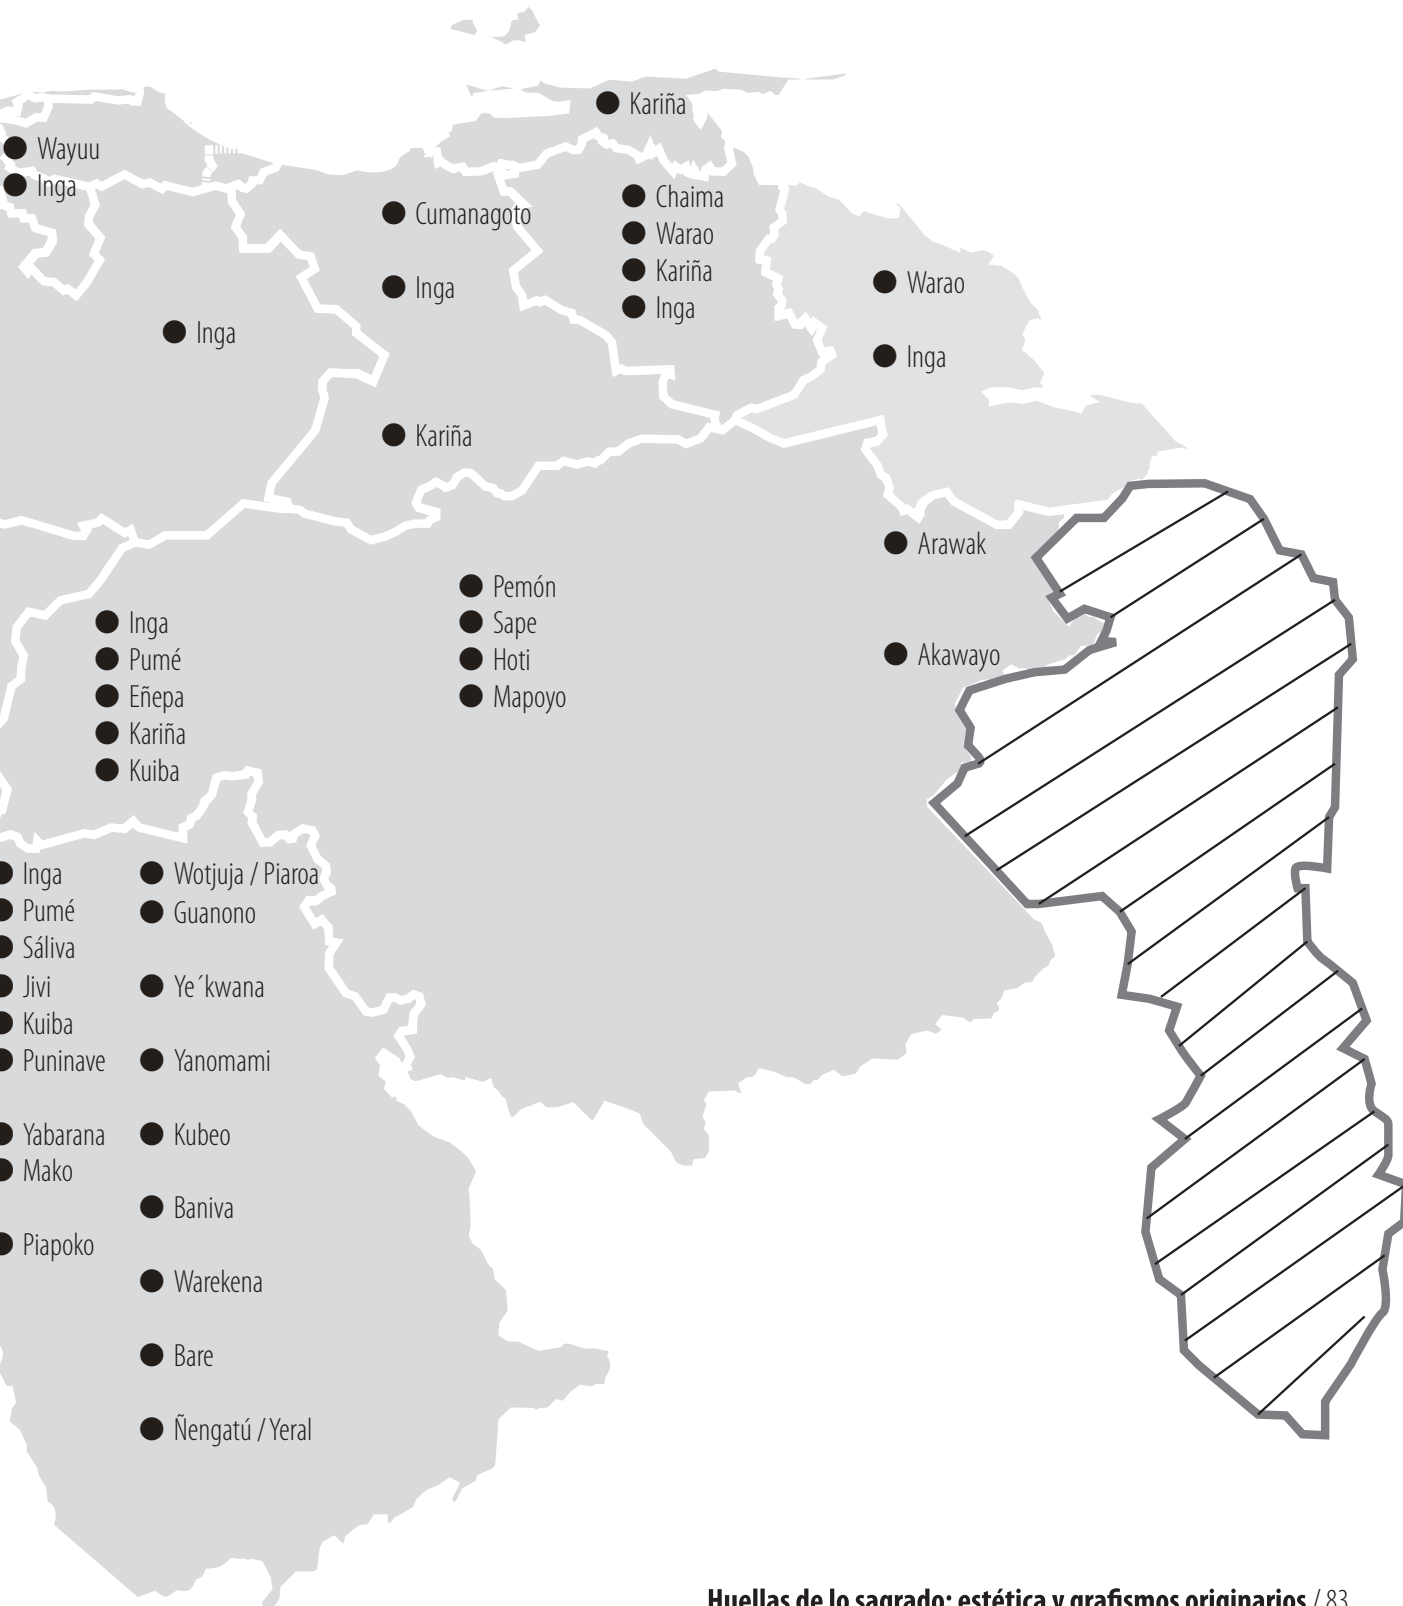 Kariña
Wayuu
Inga
Cumanagoto
Inga
Kariña
Chaima
Warao
Kariña
Inga
Warao
Inga
Inga
Arawak
Akawayo
Pemón
Sape
Hoti
Mapoyo
Inga
Pumé
Eñepa
Kariña
Kuiba
Inga
Pumé
Sáliva
Jivi
Kuiba
Puninave
Yabarana
Mako
Piapoko
Wotjuja / Piaroa
Guanono
Ye´kwana
Yanomami
Kubeo
Baniva
Warekena
Bare
Ñengatú / Yeral
Huellas de lo sagrado: estética y grafismos originarios / 83